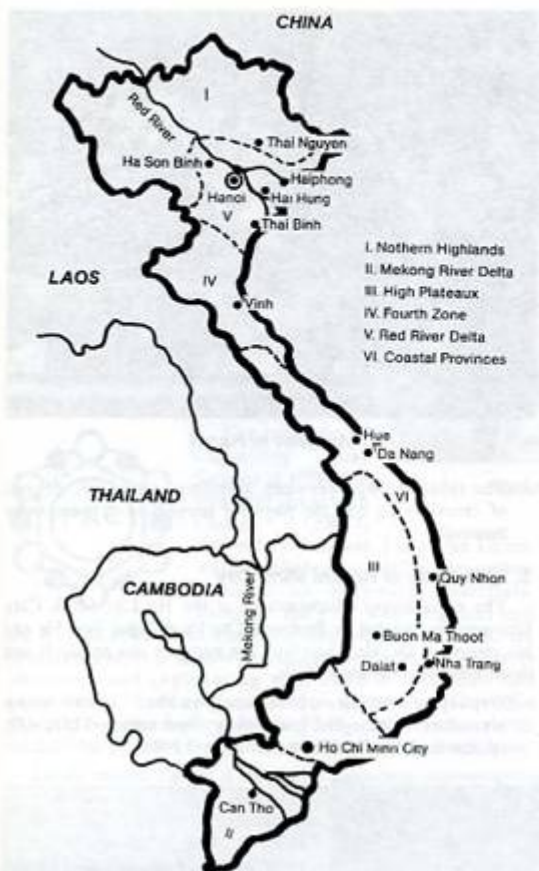 CHINA
Red River
I
Thai Nguyen
Ha Son Binh
Haiphong
Hanoi
Hai Hung
V
Thai Binh
I. Nothern Highlands
II. Mekong River Delta
III. High Plateaux
IV. Fourth Zone
V. Red River Delta
VI. Coastal Provinces
LAOS
IV
Vinh
Hue
Da Nang
THAILAND
VI
CAMBODIA
Mekong River
III
Quy Nhon
Buon Ma Thoot
Dalat
Nha Trang
Ho Chi Minh City
Can Tho
II